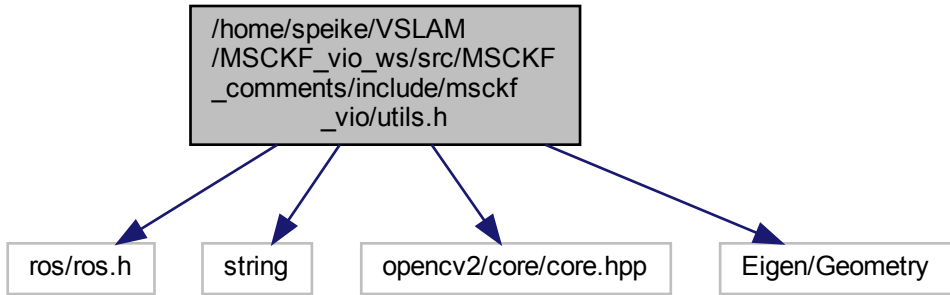 /home/speike/VSLAM
/MSCKF_vio_ws/src/MSCKF
_comments/include/msckf
_vio/utils.h
ros/ros.h
string
opencv2/core/core.hpp
Eigen/Geometry